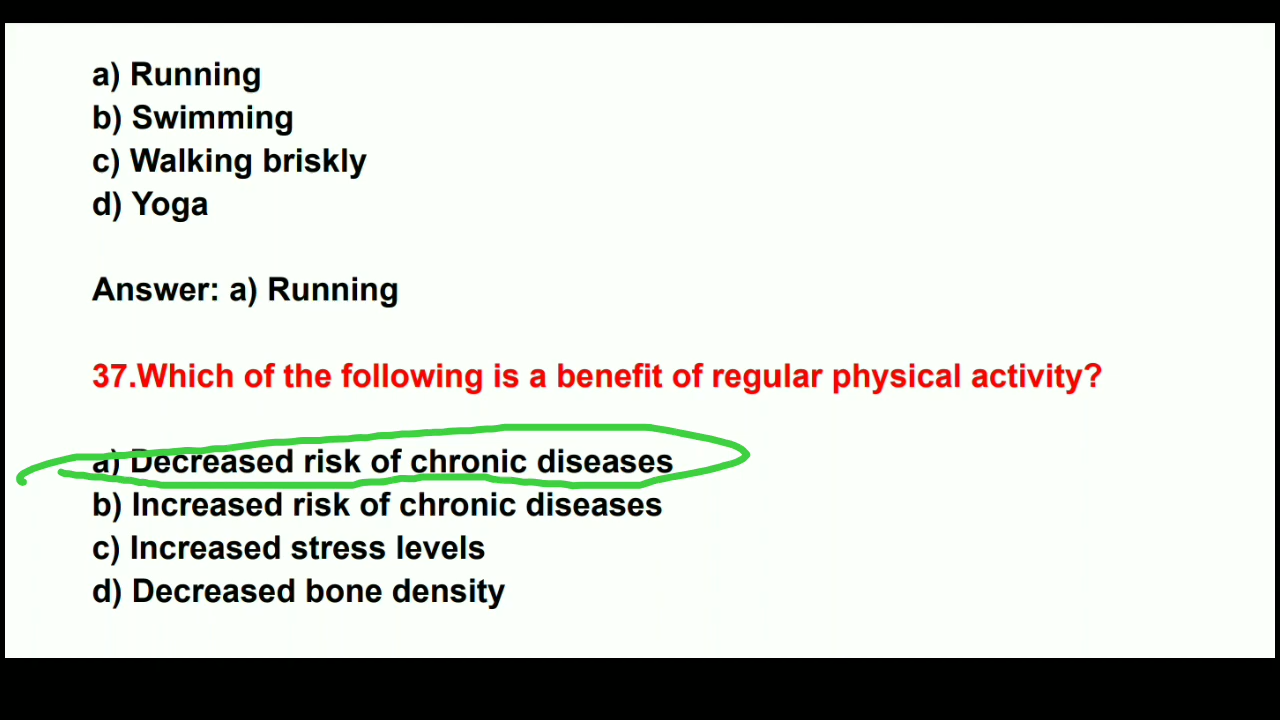 a) Running
b) Swimming
c) Walking briskly
d) Yoga
Answer: a) Running
37.Which of the following is a benefit of regular physical activity?
a) Decreased risk of chronic diseases
b) Increased risk of chronic diseases
c) Increased stress levels
d) Decreased bone density